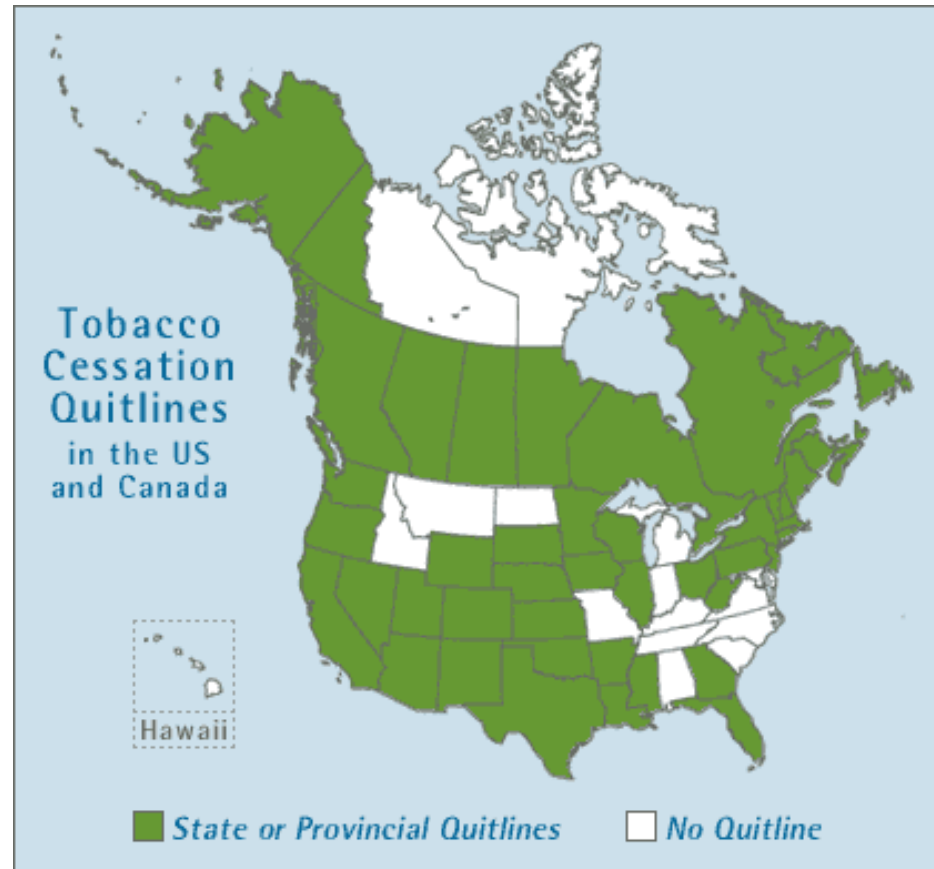 Tobacco
Cessation
Quitlines
in the US
and Canada
Hawaii
State or Provincial Quitlines
No Quitline